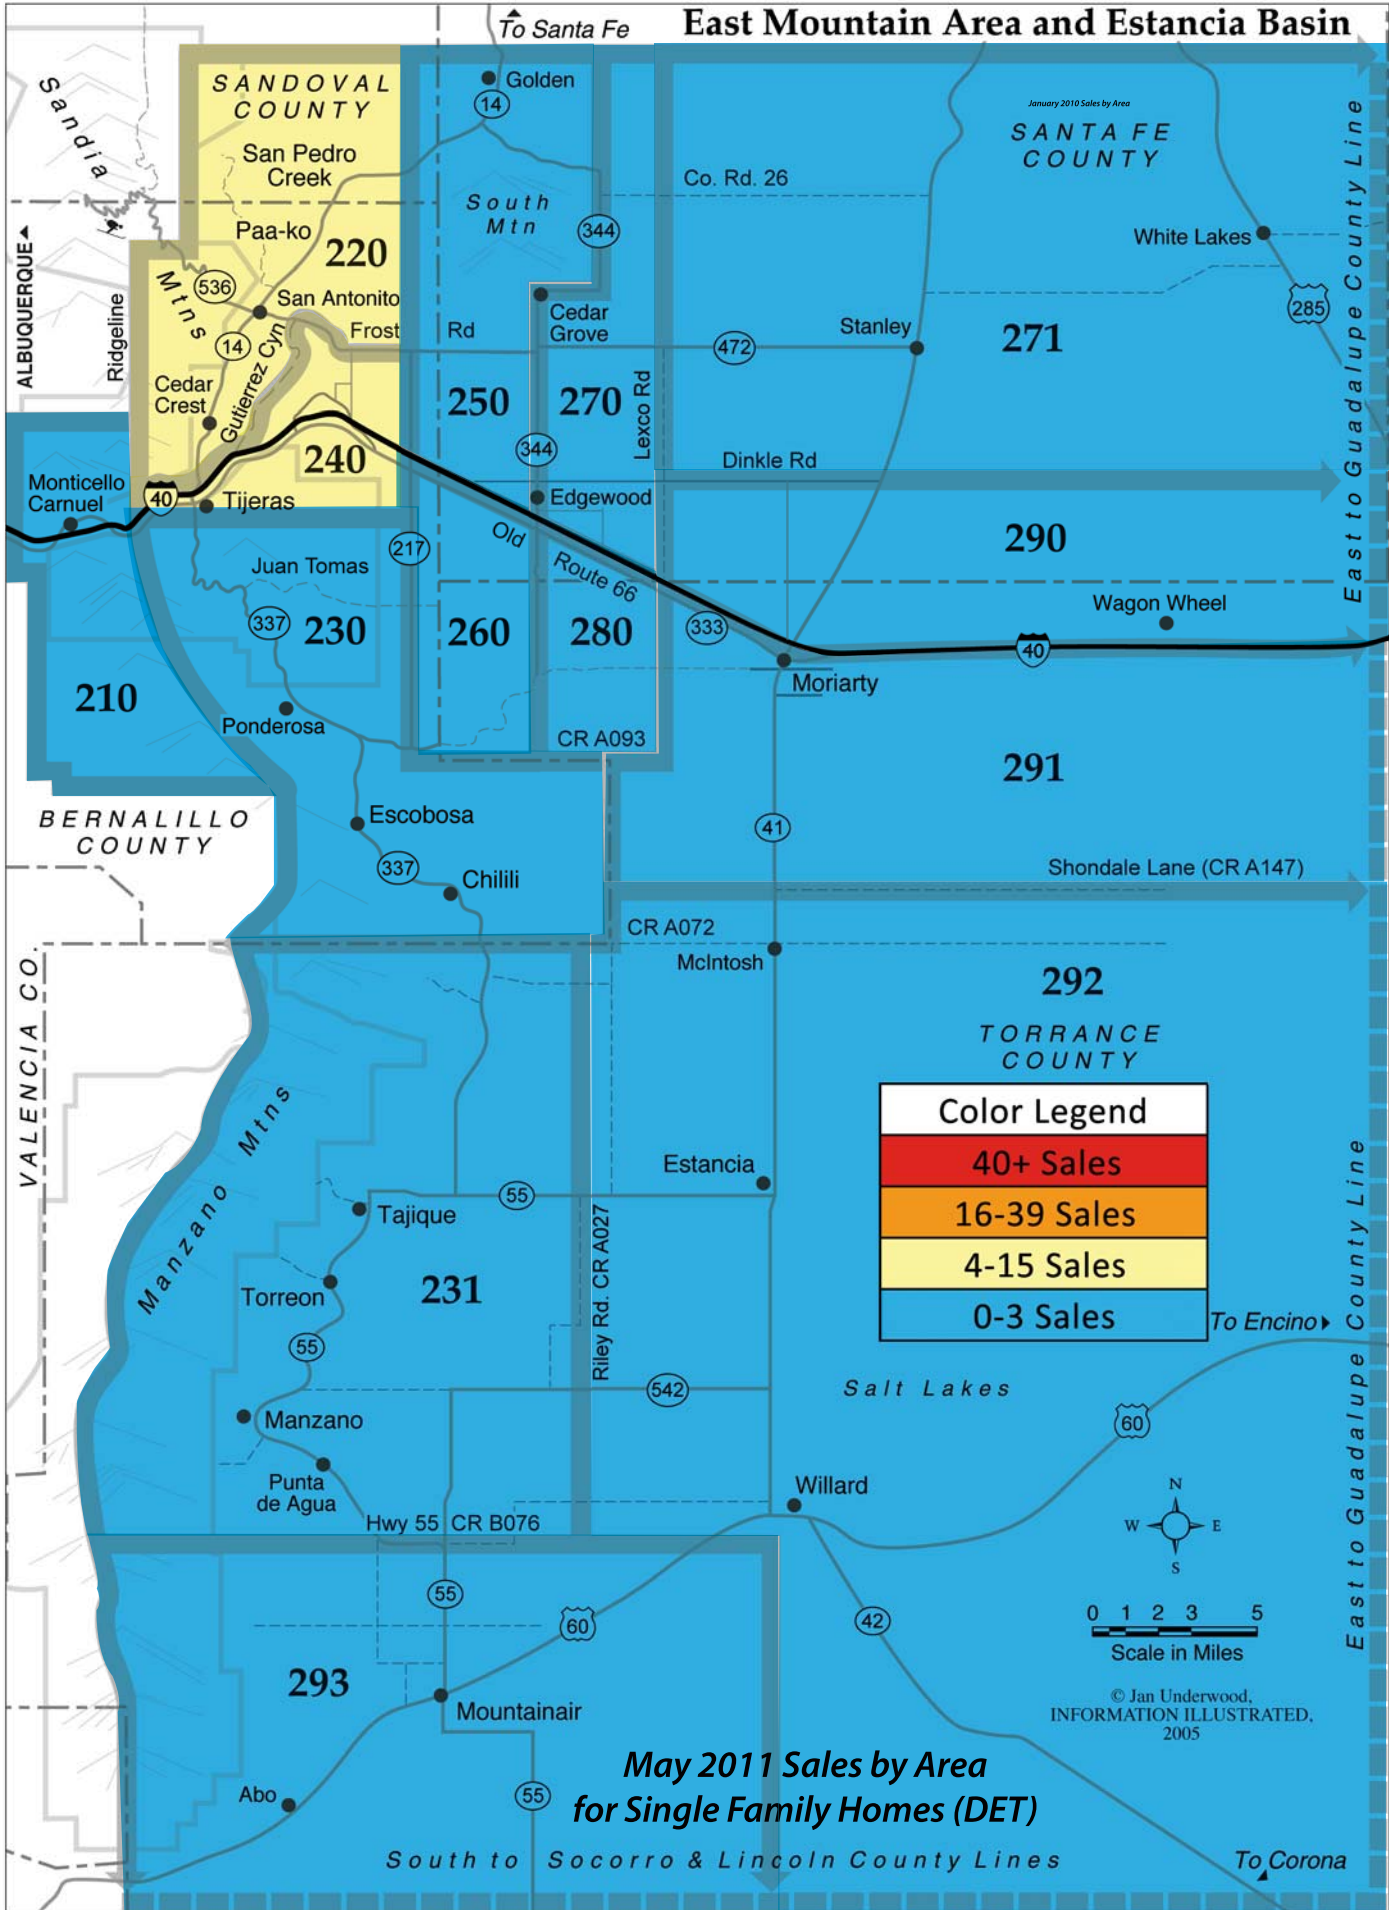 To Santa Fe
East Mountain Area and Estancia Basin
Sandia
Mtns
SANDOVAL
COUNTY
Golden
14
January 2010 Sales by Area
SANTA FE
COUNTY
East to Guadalupe County Line
San Pedro
Creek
Co. Rd. 26
South
Mtn
344
Paa-ko
220
White Lakes
ALBUQUERQUE
Ridgeline
536
San Antonito
285
14
Frost
Rd
Cedar
Grove
472
Stanley
271
Cedar
Crest
Gutierrez Cyn
250
270
Lexco Rd
344
240
Dinkle Rd
Monticello
Carnuel
40
Tijeras
Edgewood
Old
Route 66
290
217
Juan Tomas
337
230
260
280
333
Wagon Wheel
40
Moriarty
210
Ponderosa
CR A093
291
BERNALILLO
COUNTY
Escobosa
41
337
Chilili
Shondale Lane (CR A147)
CR A072
McIntosh
VALENCIA CO.
292
TORRANCE
COUNTY
Manzano Mtns
Color Legend
40+ Sales
16-39 Sales
4-15 Sales
0-3 Sales
Estancia
55
Tajique
Riley Rd. CR A027
East to Guadalupe County Line
Torreon
231
To Encino
55
542
Salt Lakes
60
Manzano
Punta
de Agua
Willard
N
W
E
S
Hwy 55
CR B076
55
60
42
0 1 2 3 5
Scale in Miles
293
Mountainair
© Jan Underwood,
INFORMATION ILLUSTRATED,
2005
May 2011 Sales by Area
for Single Family Homes (DET)
Abo
55
South to Socorro & Lincoln County Lines
To Corona